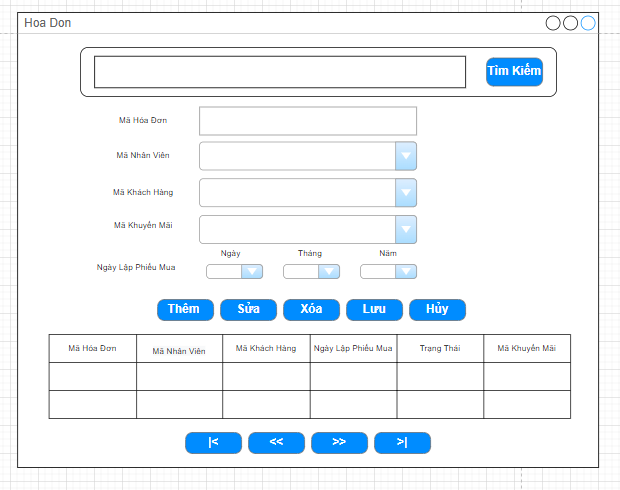 Hoa Don
Tìm Kiếm
Mã Hóa Đơn
Mã Nhân Viên
Mã Khách Hàng
Mã Khuyến Mãi
Ngày Tháng Năm
Ngày Lập Phiếu Mua
Thêm Sửa Xóa Lưu Hủy
Mã Hóa Đơn Mã Nhân Viên Mã Khách Hàng Ngày Lập Phiếu Mua Trạng Thái Mã Khuyến Mãi
|< << >> >|